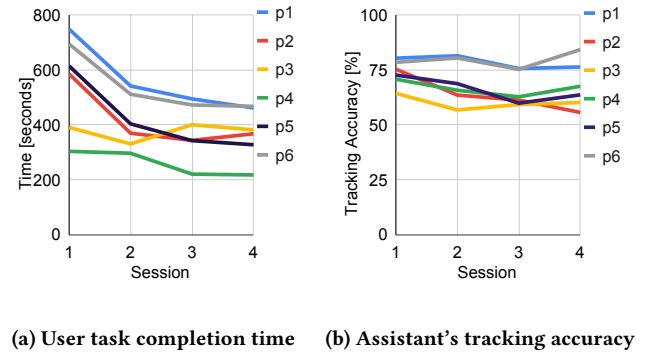 800
600
400
200
0
Time [seconds]
1 2 3 4
Session
p1
p2
p3
p4
p5
p6
100
75
50
25
0
Tracking Accuracy [%]
1 2 3 4
Session
p1
p2
p3
p4
p5
p6
(a) User task completion time
(b) Assistant's tracking accuracy